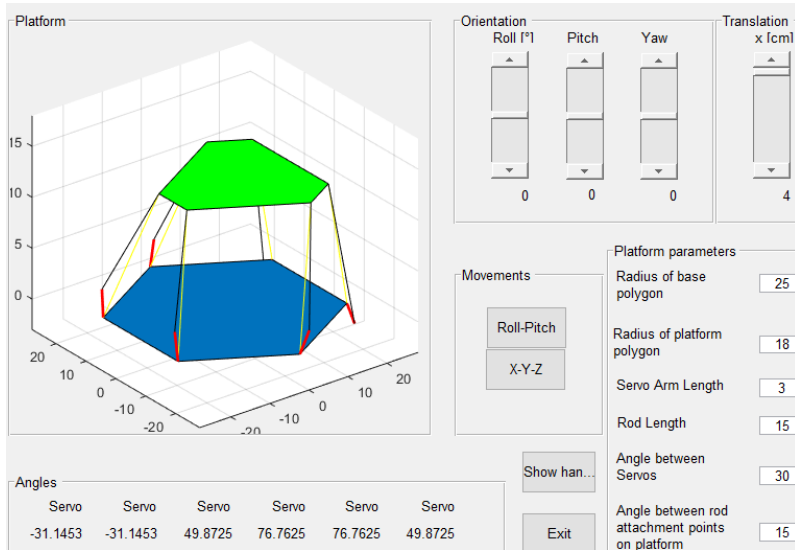 Platform
15
10
5
0
20
10
0
-10
-20
-20
-10
0
10
20
Orientation
Roll [°] Pitch Yaw
0 0 0
Translation
x [cm]
4
Movements
Roll-Pitch
X-Y-Z
Platform parameters
Radius of base
polygon
25
Radius of platform
polygon
18
Servo Arm Length
3
Rod Length
15
Angle between
Servos
30
Angle between rod
attachment points
on platform
15
Show han...
Exit
Angles
Servo Servo Servo Servo Servo Servo
-31.1453 -31.1453 49.8725 76.7625 76.7625 49.8725